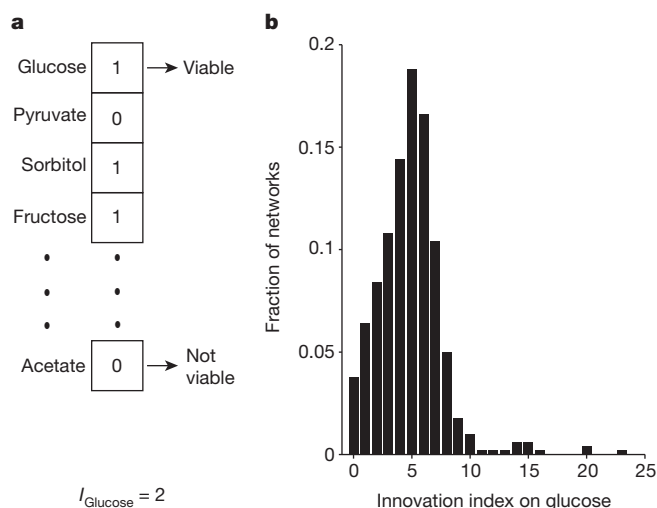 a
Glucose 1 Viable
Pyruvate 0
Sorbitol 1
Fructose 1
Acetate 0 Not
viable
I Glucose = 2
b
Fraction of networks
0.2
0.15
0.1
0.05
0
0 5 10 15 20 25
Innovation index on glucose